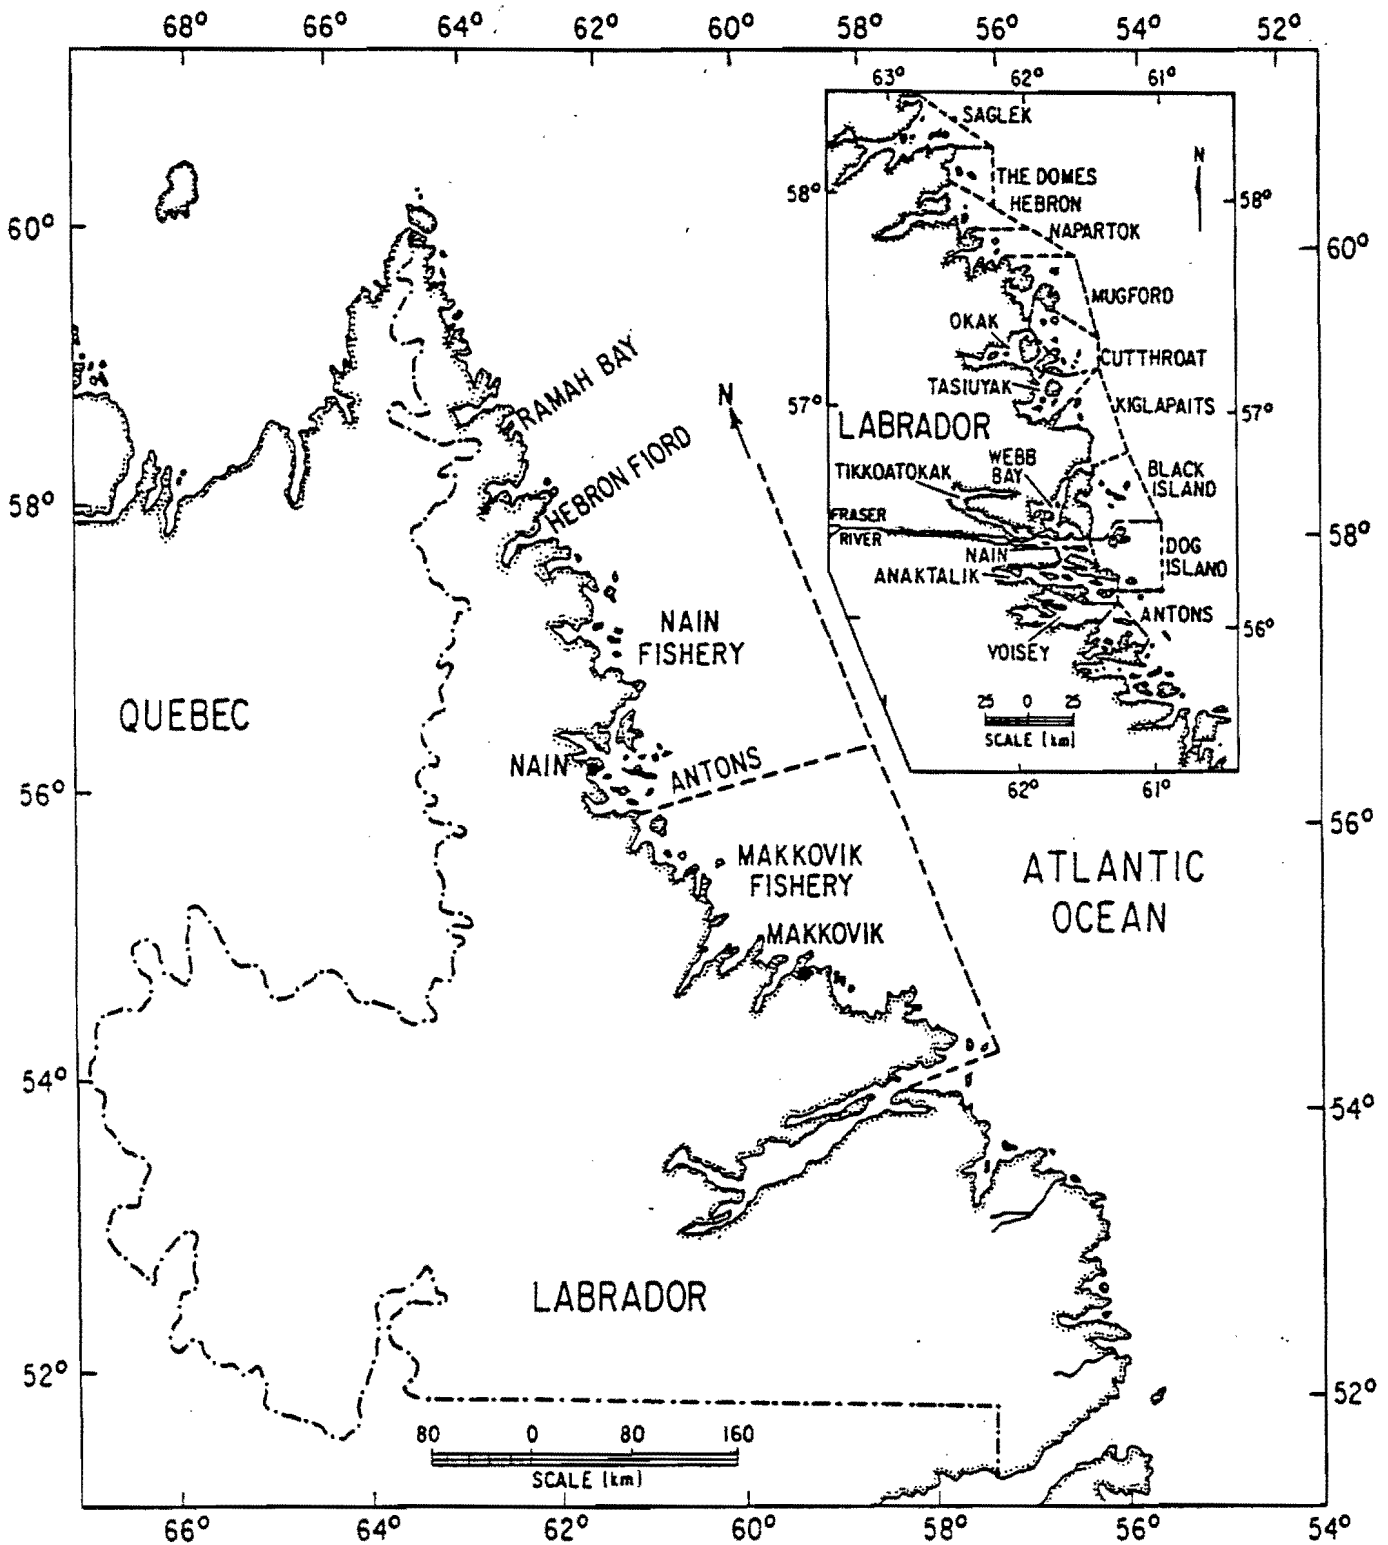 68° 66° 64° 62° 60° 58° 56° 54° 52°
63° 62° 61°
SAGLEK
N
THE DOMES
58° 58°
HEBRON
NAPARTOK
60° 60°
MUGFORD
OKAK
CUTTHROAT
TASIUYAK
KIGLAPAITS
57° 57°
LABRADOR
WEBB
BAY
TIKKOATOKAK
BLACK
ISLAND
FRASER
RIVER
NAIN
DOG
ISLAND
ANAKTALIK
ANTONS
56°
VOISEY
25 0 25
SCALE (km)
62° 61°
RAMAH BAY
N
HEBRON FIORD
58° 58°
NAIN
FISHERY
QUEBEC
NAIN
ANTONS
56° 56°
MAKKOVIK
FISHERY
ATLANTIC
OCEAN
MAKKOVIK
54° 54°
LABRADOR
52° 52°
80 0 80 160
SCALE (km)
66° 64° 62° 60° 58° 56° 54°